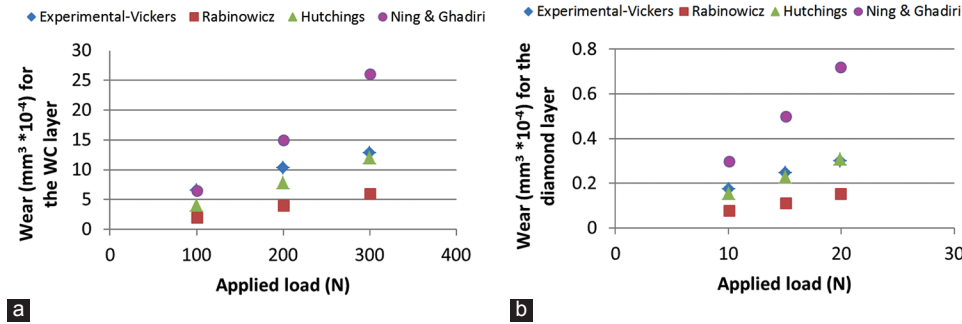 Experimental-Vickers Rabinowicz Hutchings Ning & Ghadiri
Wear (mm³ *10⁻⁴) for
the WC layer
30
25
20
15
10
5
0
0 100 200 300 400
Applied load (N)
a
Experimental-Vickers Rabinowicz Hutchings Ning & Ghadiri
Wear (mm³ *10⁻⁴) for the
diamond layer
0.8
0.6
0.4
0.2
0
0 10 20 30
Applied load (N)
b